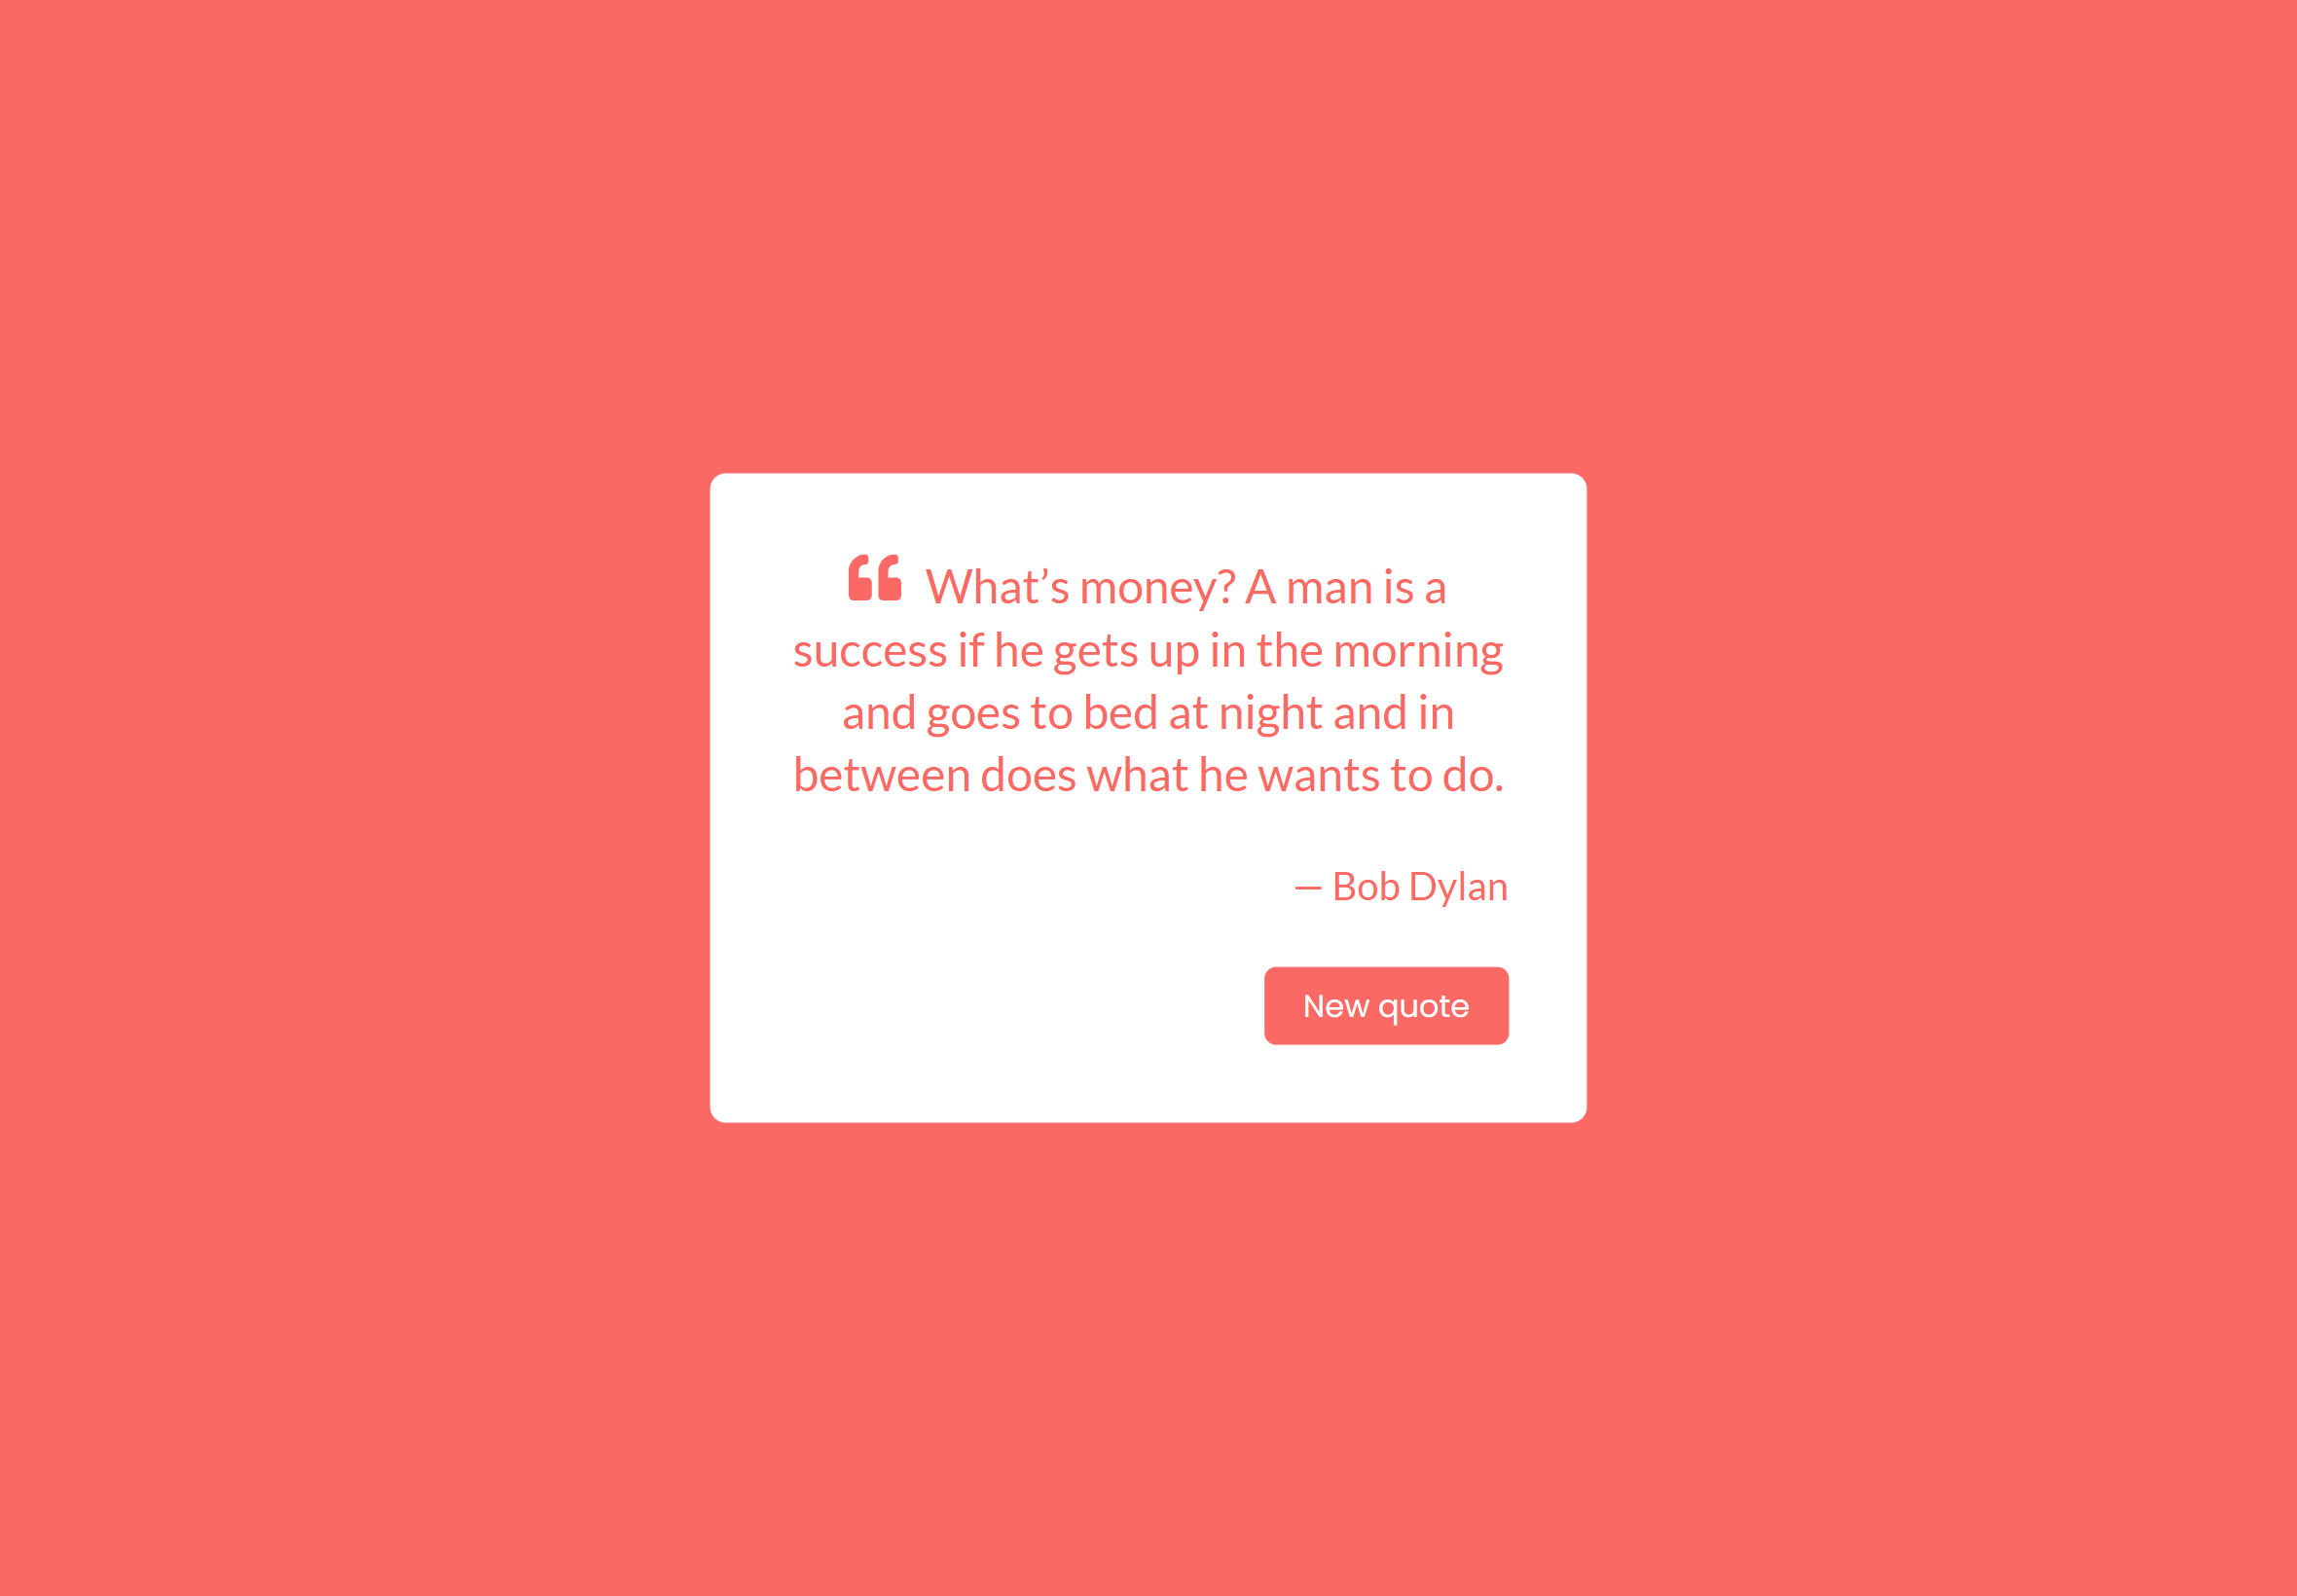 “ What’s money? A man is a
success if he gets up in the morning
and goes to bed at night and in
between does what he wants to do.
— Bob Dylan
New quote